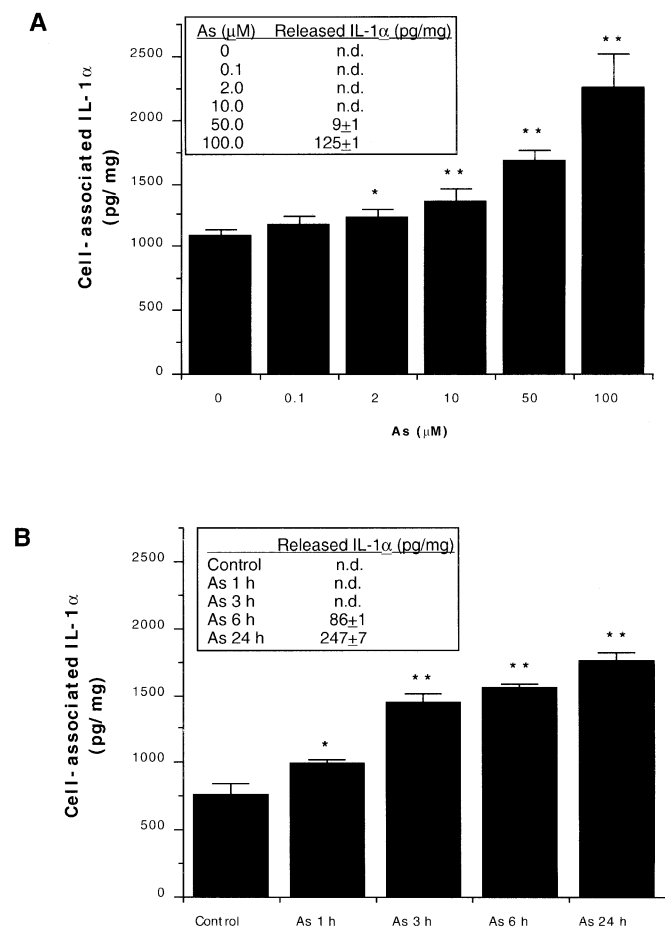 A
As (µM) Released IL-1α (pg/mg)
0 n.d.
0.1 n.d.
2.0 n.d.
10.0 n.d.
50.0 9±1
100.0 125±1
Cell-associated IL-1α
(pg/ mg)
2500
2000
1500
1000
500
0
*
* *
* *
* *
0 0.1 2 10 50 100
As (µM)
B
Released IL-1α (pg/mg)
Control n.d.
As 1 h n.d.
As 3 h n.d.
As 6 h 86±1
As 24 h 247±7
Cell-associated IL-1α
(pg/ mg)
2500
2000
1500
1000
500
0
*
* *
* *
* *
Control As 1 h As 3 h As 6 h As 24 h